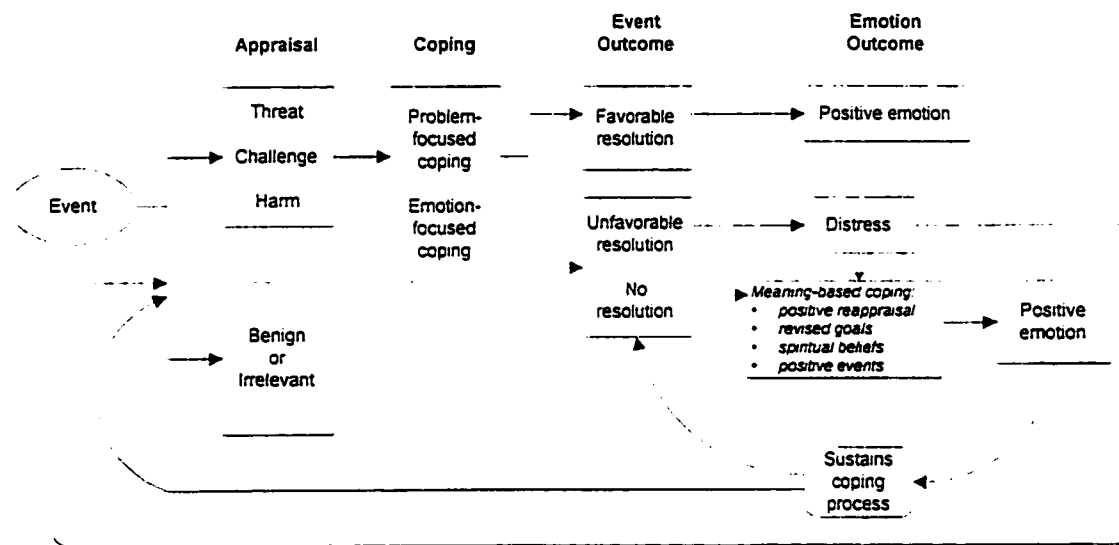 Appraisal
Coping
Event
Outcome
Emotion
Outcome
Event
Threat
Challenge
Harm
Benign
or
Irrelevant
Problem-
focused
coping
Emotion-
focused
coping
Favorable
resolution
Unfavorable
resolution
No
resolution
Positive emotion
Distress
Meaning-based coping:
• positive reappraisal
• revised goals
• spiritual beliefs
• positive events
Positive
emotion
Sustains
coping
process